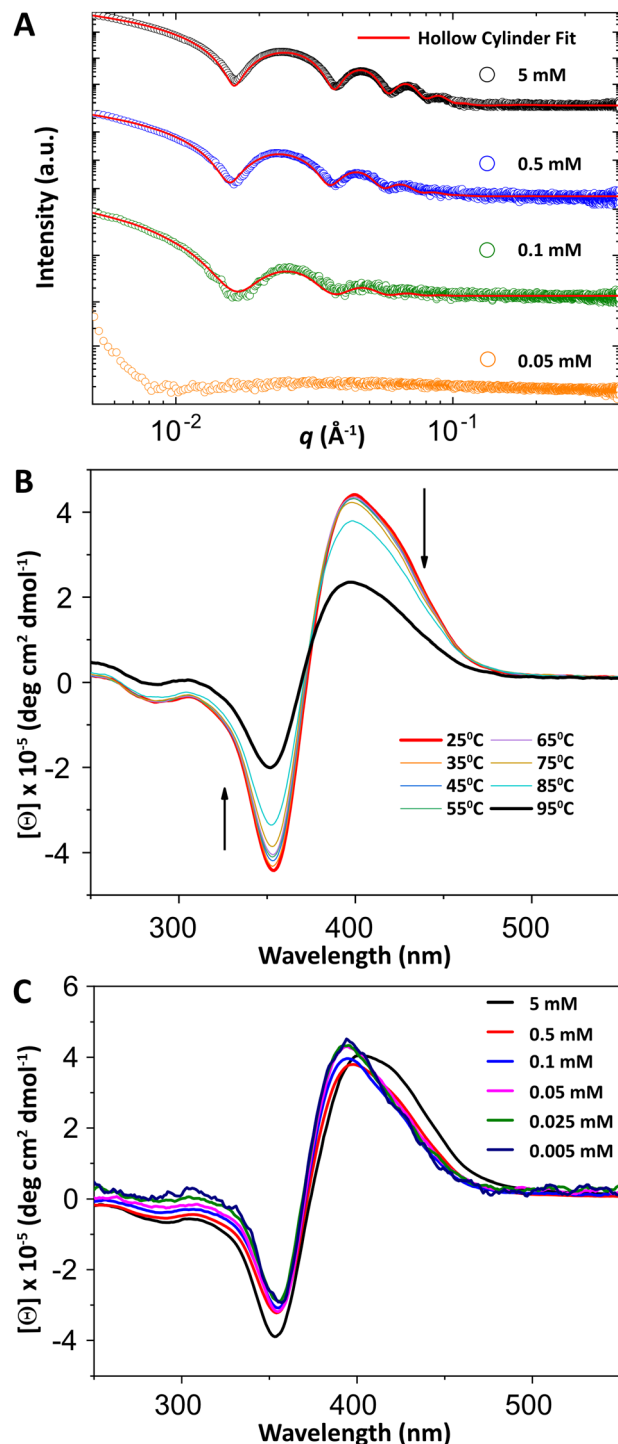 A
Hollow Cylinder Fit
5 mM
0.5 mM
0.1 mM
0.05 mM
Intensity (a.u.)
10-2
10-1
q (Å-1)
B
4
2
0
-2
-4
[Θ] x 10-5 (deg cm2 dmol-1)
25⁰C
65⁰C
35⁰C
75⁰C
45⁰C
85⁰C
55⁰C
95⁰C
300
400
500
Wavelength (nm)
C
6
4
2
0
-2
-4
[Θ] x 10-5 (deg cm2 dmol-1)
5 mM
0.5 mM
0.1 mM
0.05 mM
0.025 mM
0.005 mM
300
400
500
Wavelength (nm)